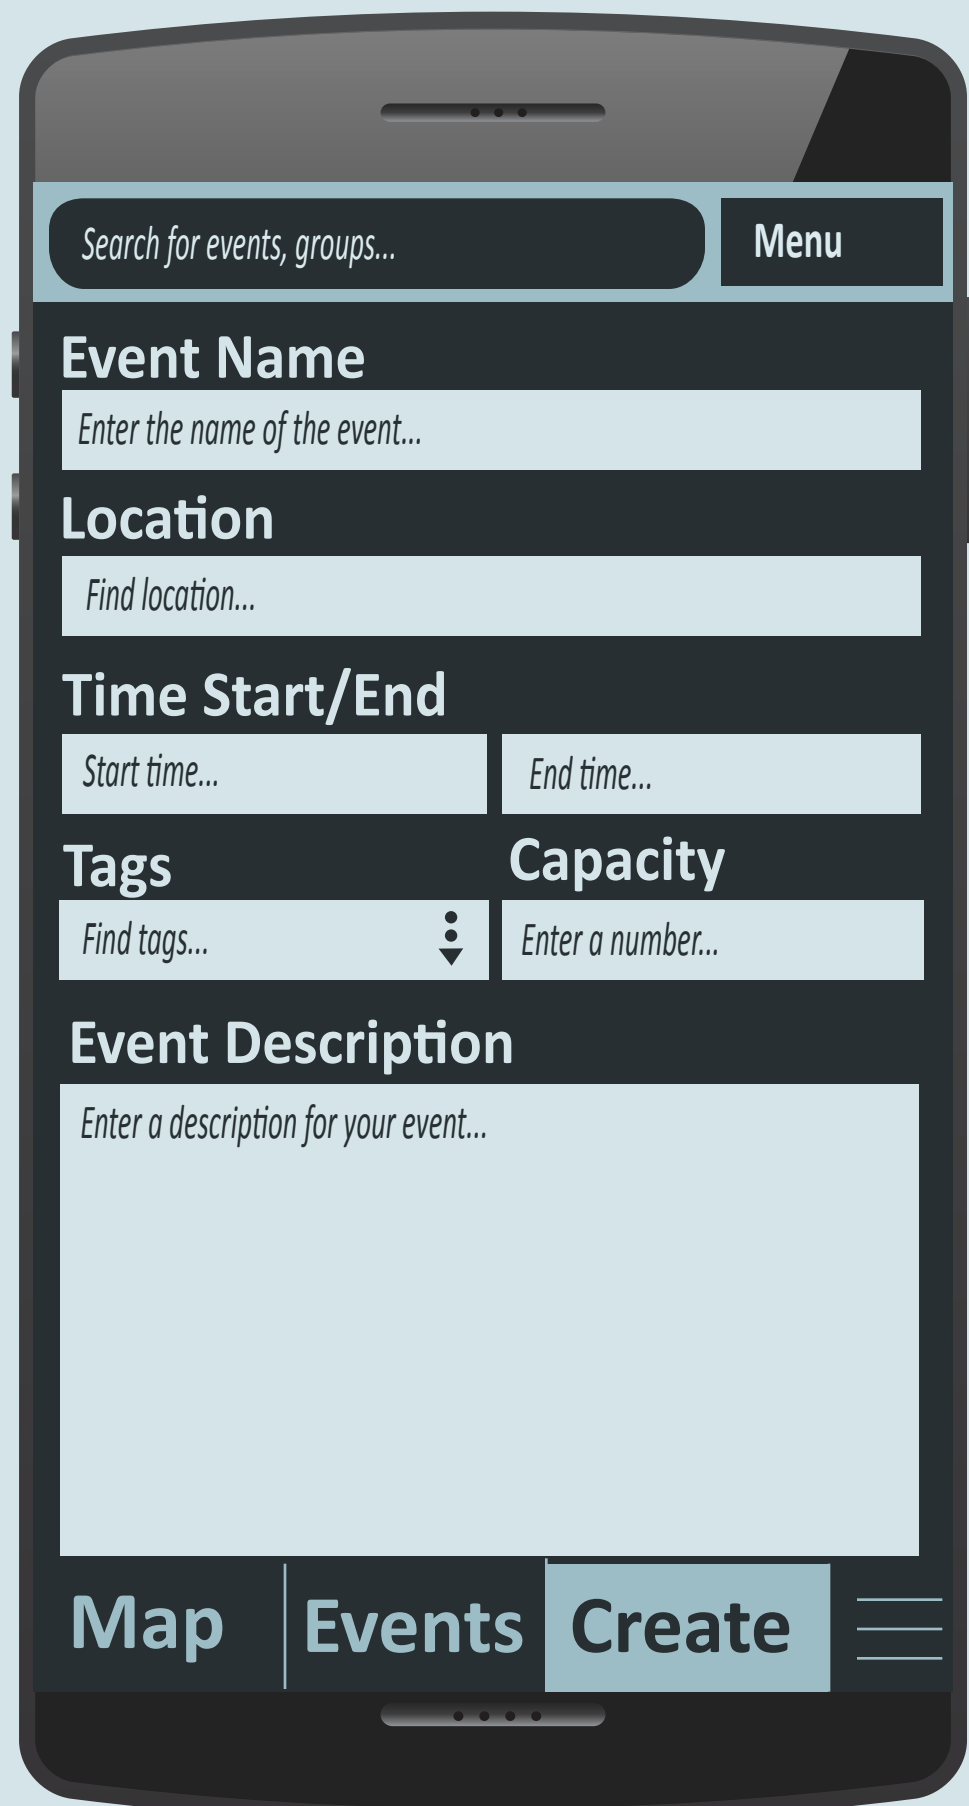 Search for events, groups...
Menu
Event Name
Enter the name of the event...
Location
Find location...
Time Start/End
Start time...
End time...
Tags
Capacity
Find tags...
Enter a number...
Event Description
Enter a description for your event...
Map
Events
Create